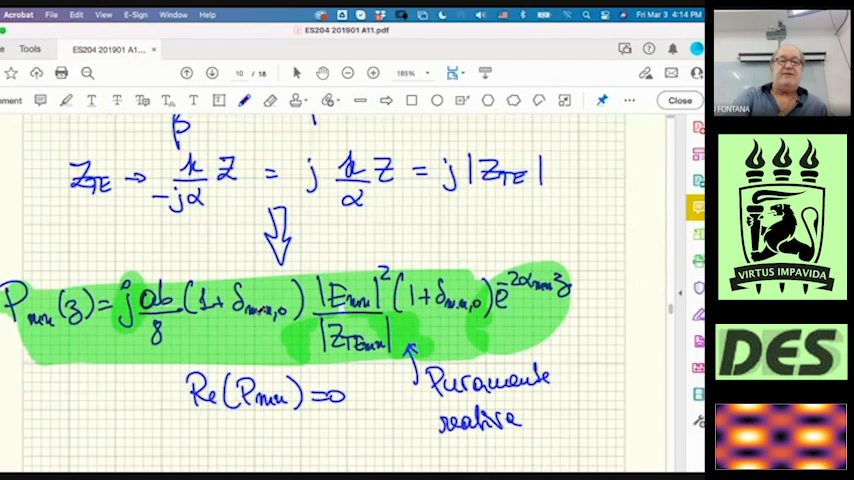 Acrobat File Edit View E-Sign Window Help Fri Mar 3 4:14 PM
ES204 201901 A11.pdf
Tools ES204 201901 A1... ×
10 / 18 185%
mment Close
β
Z_TE → k/(-jα) Z = j k/α Z = j |Z_TE|
P_mn(z) = j ab/8 (1+δ_m,0) |E_mn|²/|Z_TEmn| (1+δ_n,0) e^-2α_mn z
Re(P_mn) = 0
Puramente
reativa
FONTANA
VIRTUS IMPAVIDA
DES